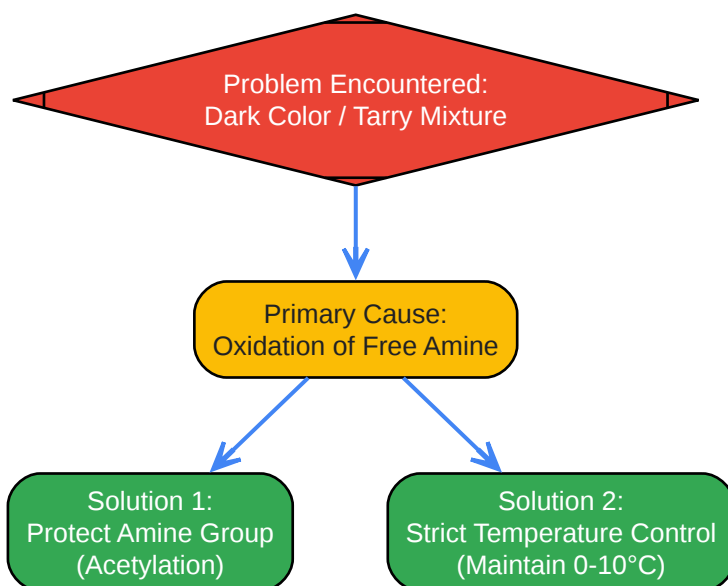 Problem Encountered:
Dark Color / Tarry Mixture
Primary Cause:
Oxidation of Free Amine
Solution 1:
Protect Amine Group
(Acetylation)
Solution 2:
Strict Temperature Control
(Maintain 0-10°C)